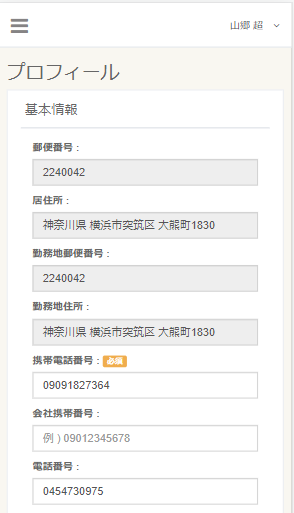 山郷 超
プロフィール
基本情報
郵便番号 :
2240042
居住所 :
神奈川県 横浜市突筑区 大熊町1830
勤務地郵便番号 :
2240042
勤務地住所 :
神奈川県 横浜市突筑区 大熊町1830
携帯電話番号 : 必須
09091827364
会社携帯番号 :
例 ) 09012345678
電話番号 :
0454730975